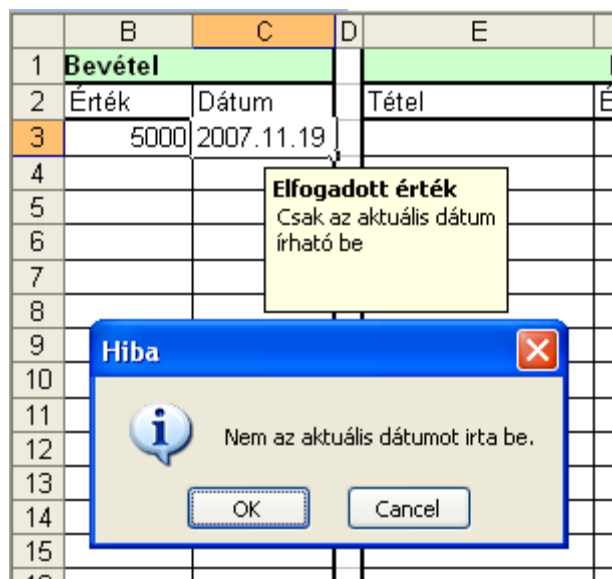 B C D E
1 Bevétel
2 Érték Dátum Tétel É
3 5000 2007.11.19
4
Elfogadott érték
5 Csak az aktuális dátum
6 írható be
7
8
9 Hiba
10
11
12 Nem az aktuális dátumot irta be.
13
14 OK Cancel
15